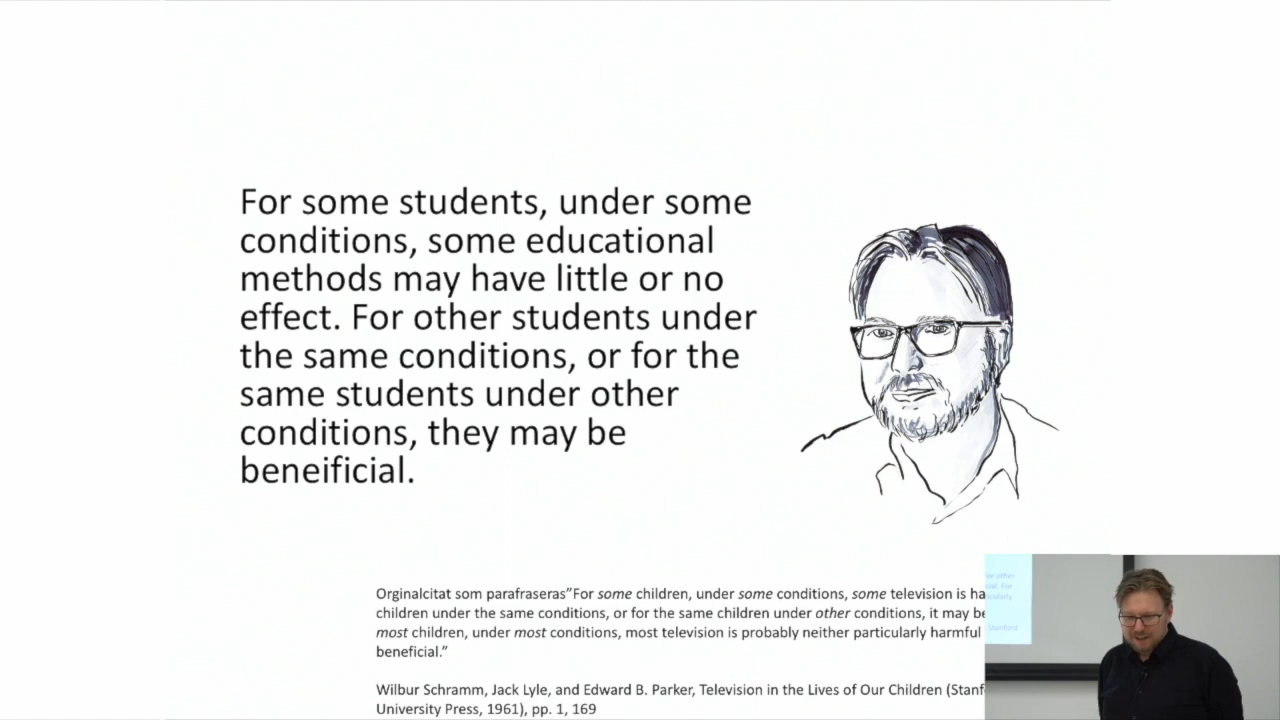 For some students, under some
conditions, some educational
methods may have little or no
effect. For other students under
the same conditions, or for the
same students under other
conditions, they may be
beneificial.
Orginalcitat som parafraseras”For some children, under some conditions, some television is
children under the same conditions, or for the same children under other conditions, it may
most children, under most conditions, most television is probably neither particularly harmful
beneficial.”
Wilbur Schramm, Jack Lyle, and Edward B. Parker, Television in the Lives of Our Children
University Press, 1961), pp. 1, 169